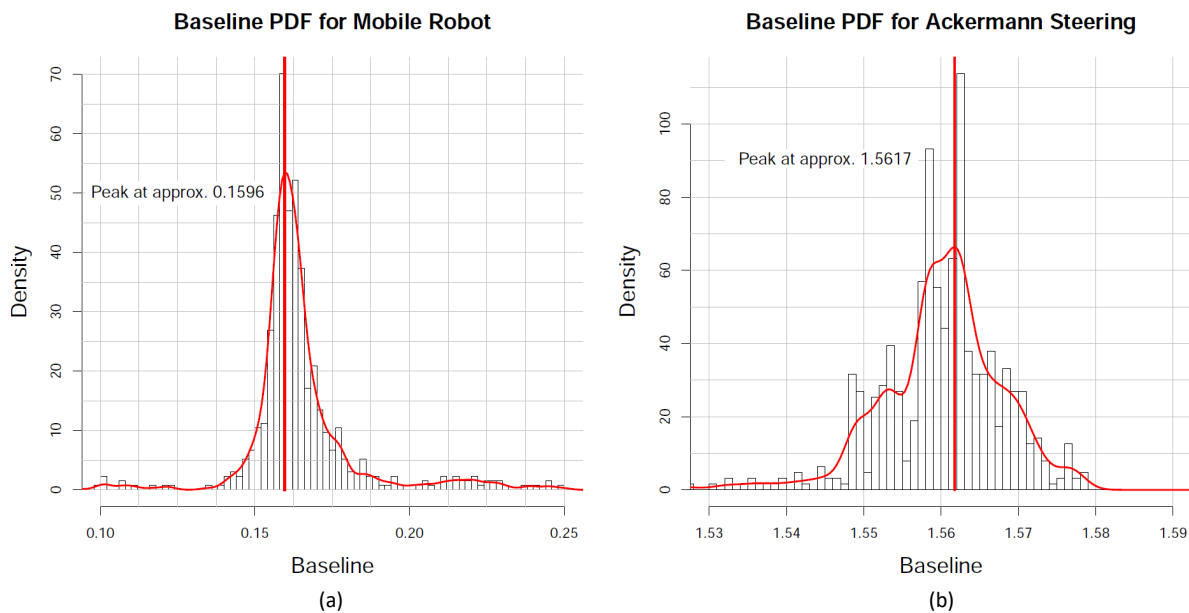 Baseline PDF for Mobile Robot
70
60
50
40
30
20
10
0
Density
Peak at approx. 0.1596
0.10 0.15 0.20 0.25
Baseline
(a)
Baseline PDF for Ackermann Steering
100
80
60
40
20
0
Density
Peak at approx. 1.5617
1.53 1.54 1.55 1.56 1.57 1.58 1.59
Baseline
(b)